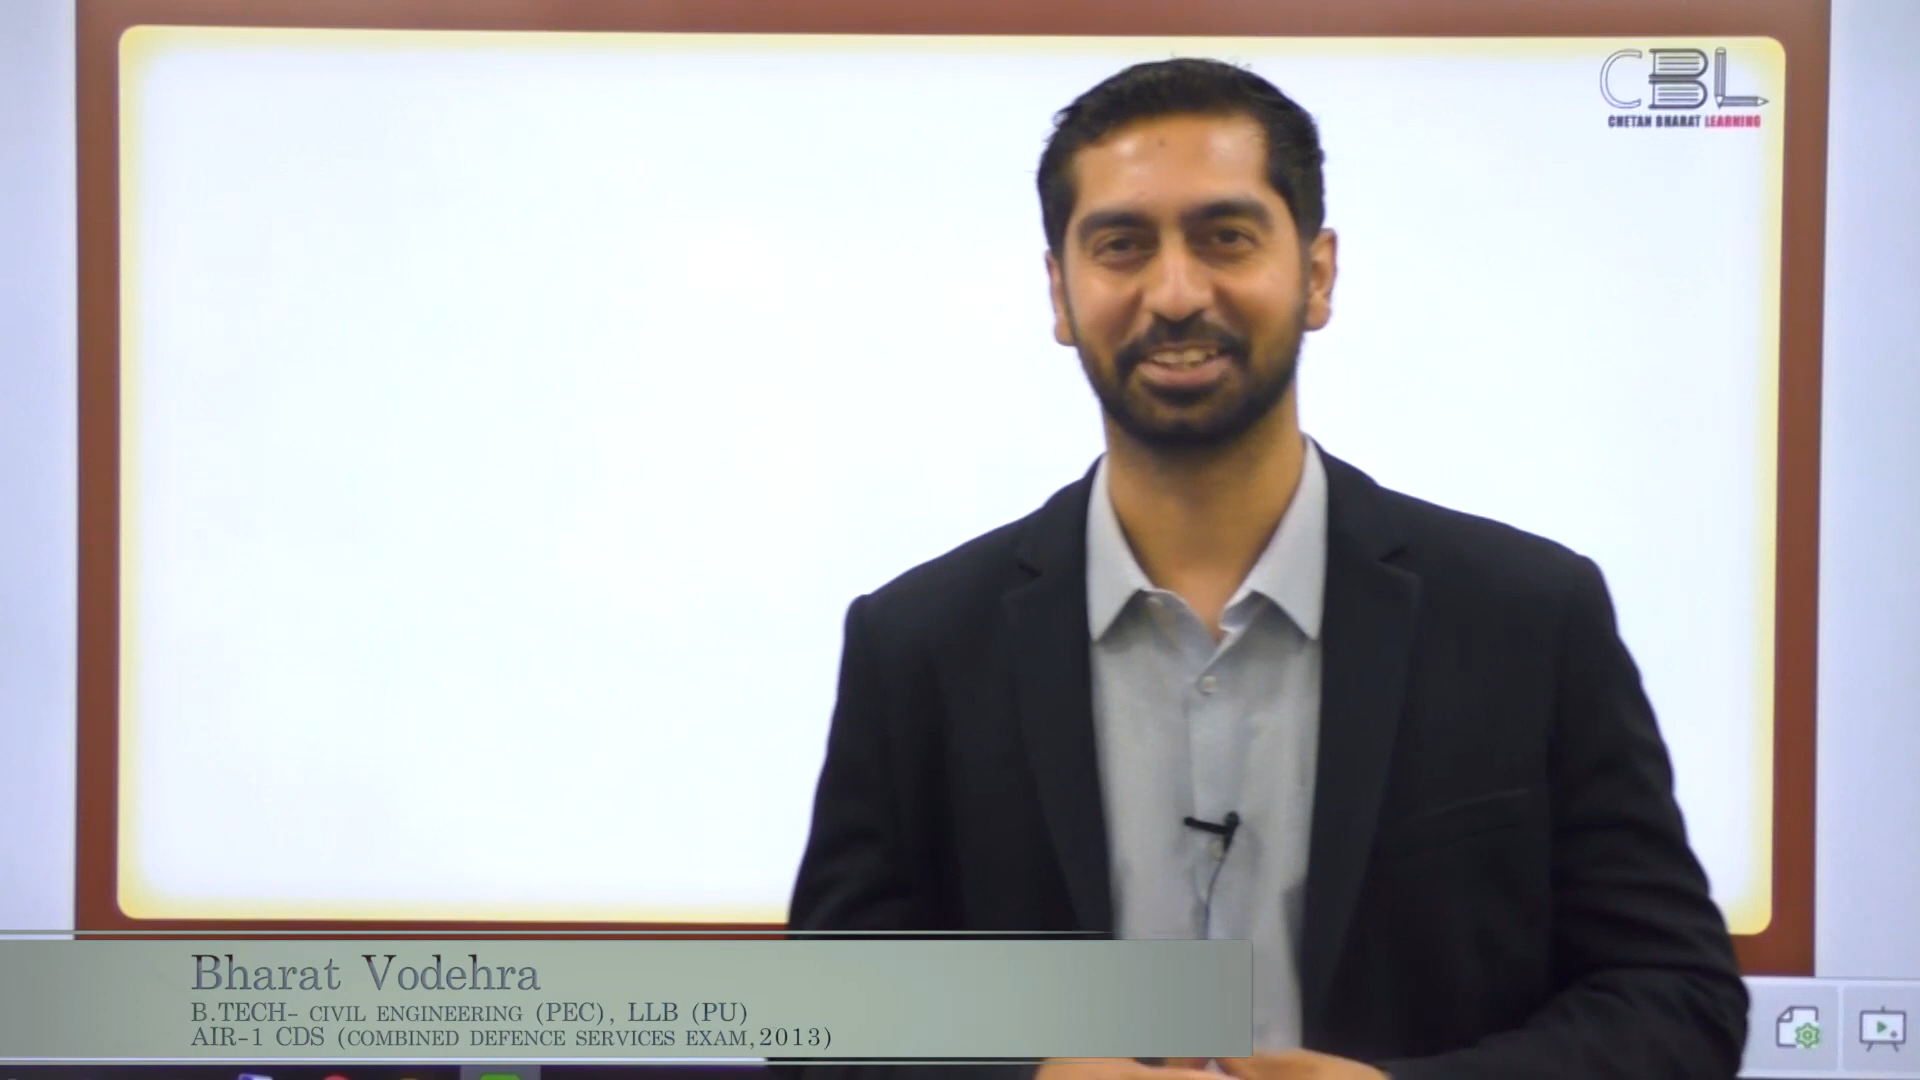 CBL
CHETAN BHARAT LEARNING
Bharat Vodehra
B.TECH- CIVIL ENGINEERING (PEC), LLB (PU)
AIR-1 CDS (COMBINED DEFENCE SERVICES EXAM,2013)